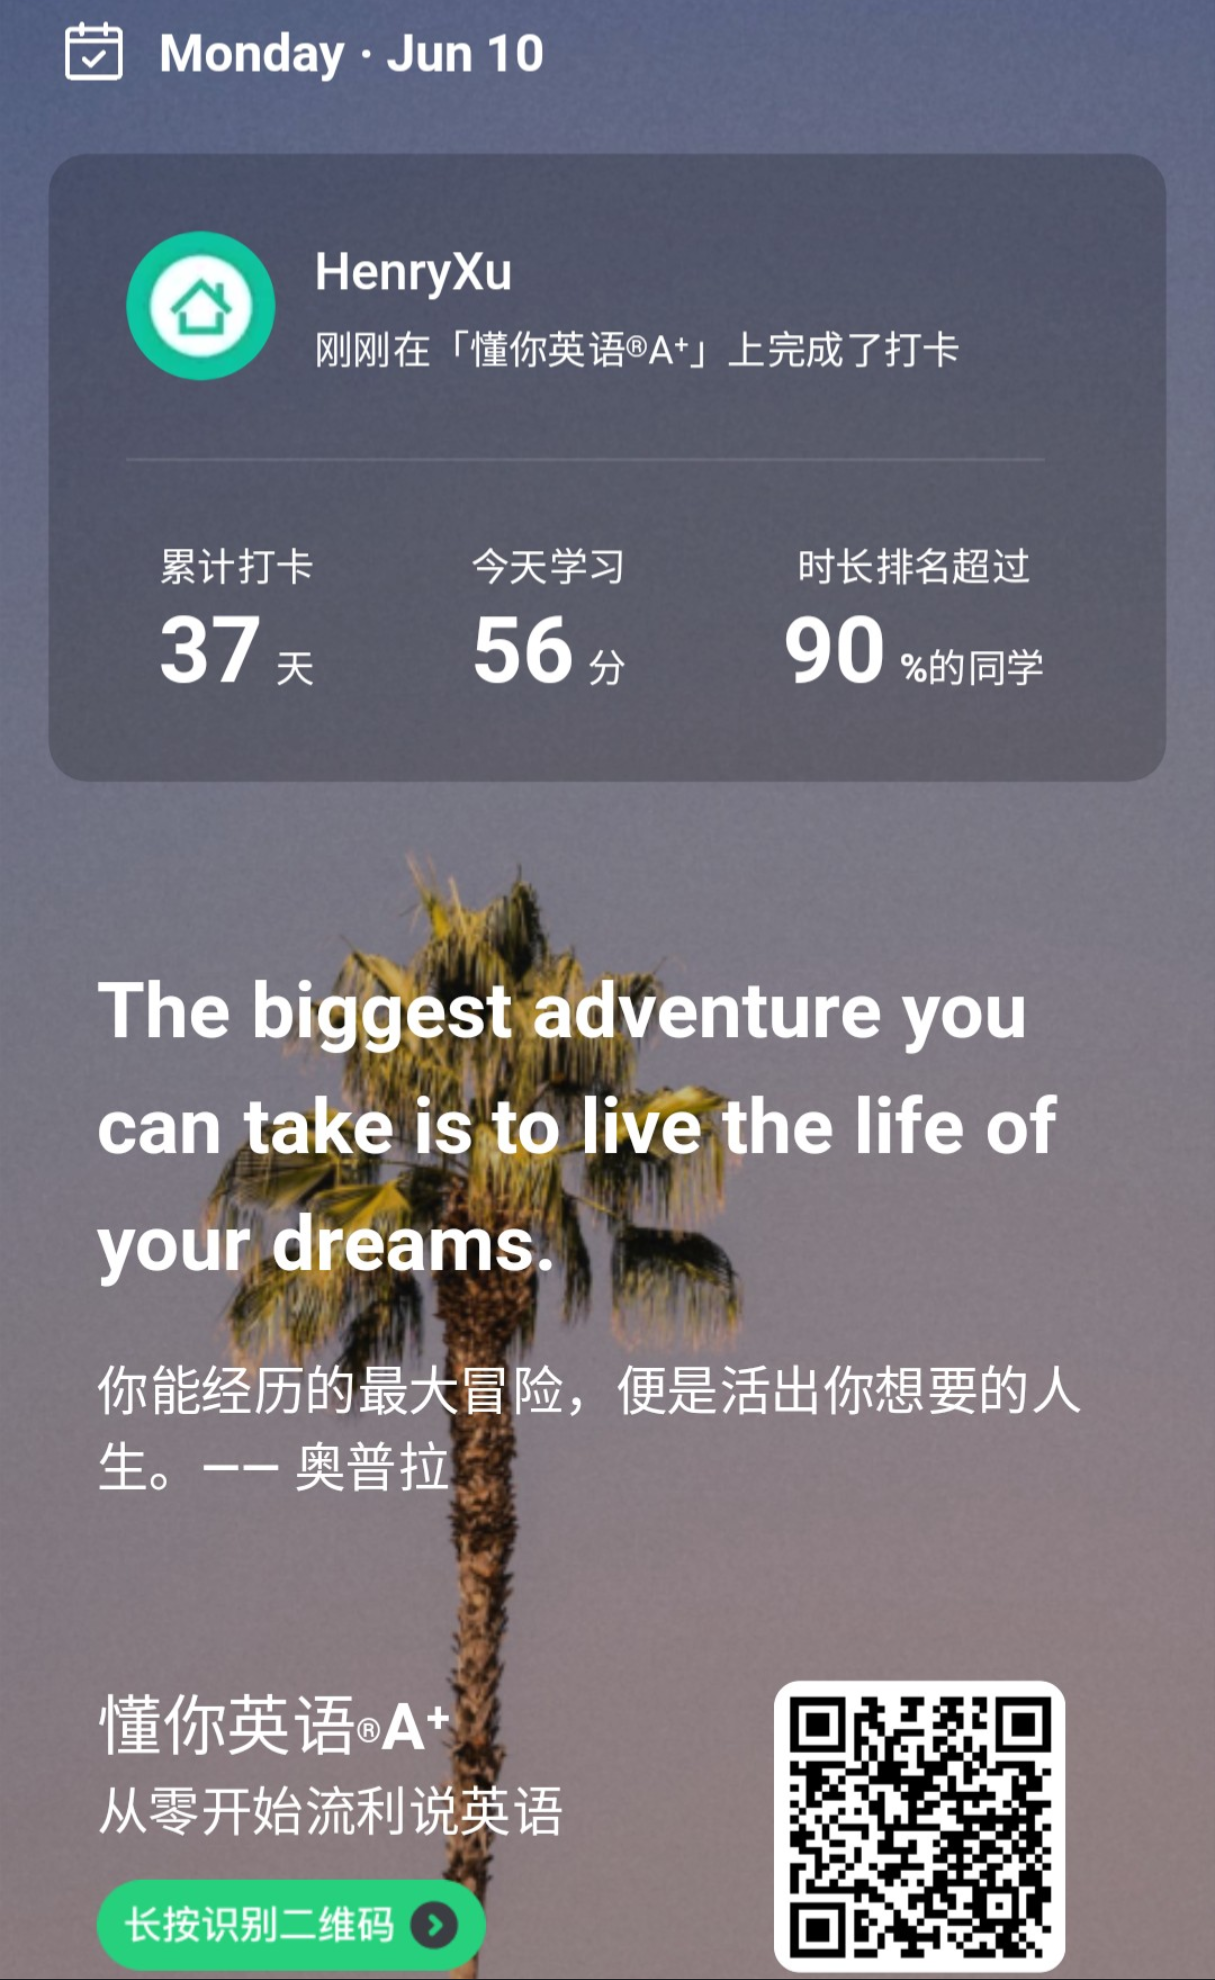 Monday · Jun 10
HenryXu
刚刚在「懂你英语®A⁺」上完成了打卡
累计打卡 今天学习 时长排名超过
37 天 56 分 90 %的同学
The biggest adventure you
can take is to live the life of
your dreams.
你能经历的最大冒险，便是活出你想要的人
生。—— 奥普拉
懂你英语®A⁺
从零开始流利说英语
长按识别二维码